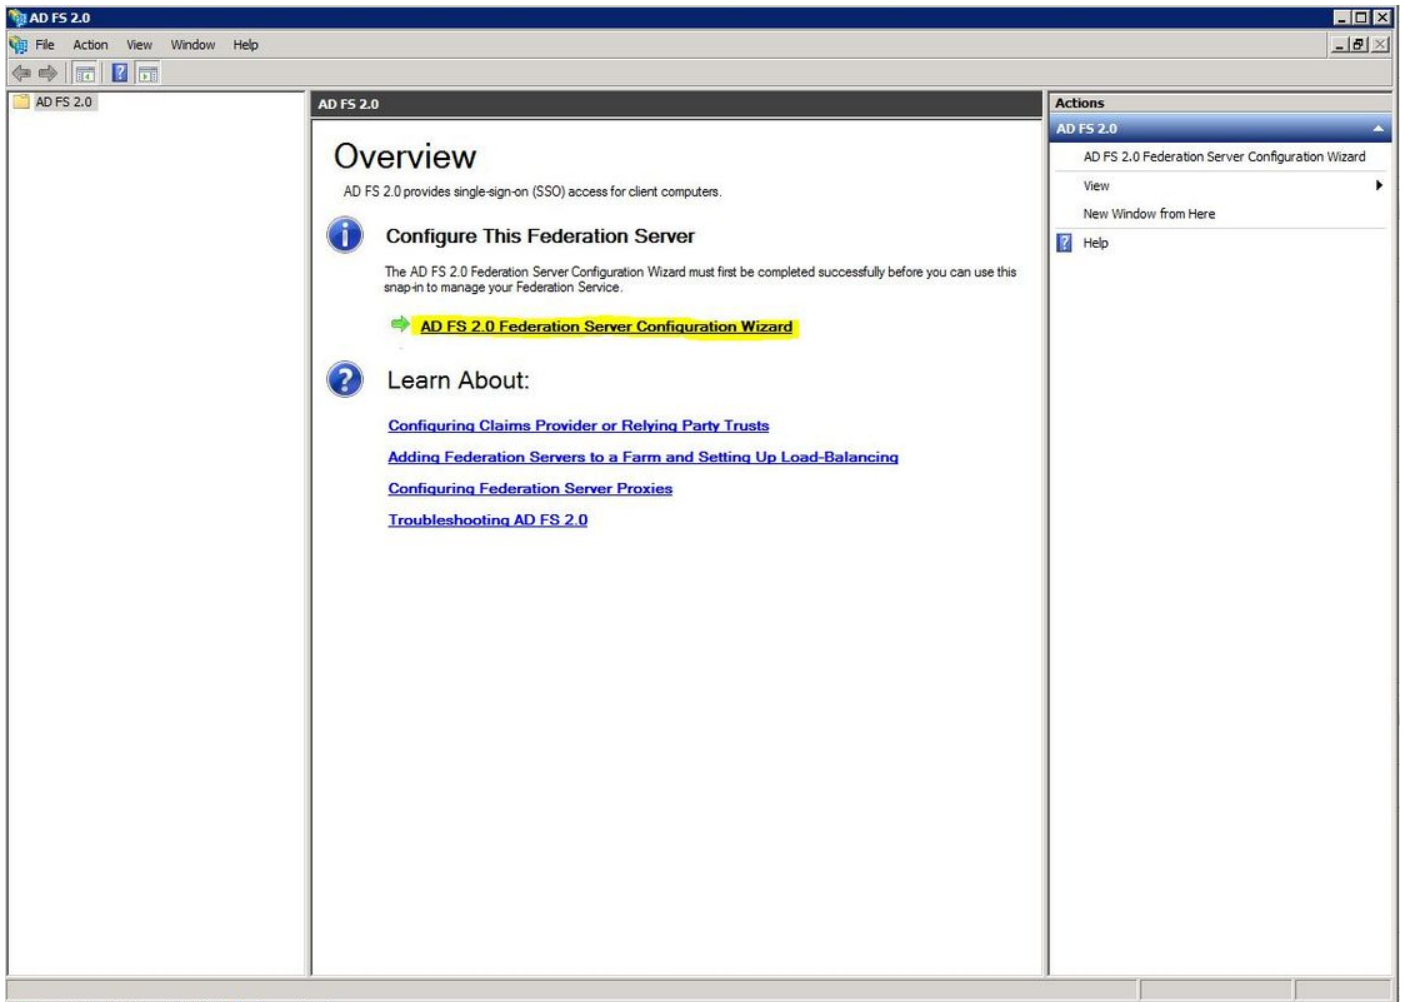 AD FS 2.0
File Action View Window Help
AD FS 2.0
AD FS 2.0
Overview
AD FS 2.0 provides single-sign-on (SSO) access for client computers.
Configure This Federation Server
The AD FS 2.0 Federation Server Configuration Wizard must first be completed successfully before you can use this
snap-in to manage your Federation Service.
AD FS 2.0 Federation Server Configuration Wizard
Learn About:
Configuring Claims Provider or Relying Party Trusts
Adding Federation Servers to a Farm and Setting Up Load-Balancing
Configuring Federation Server Proxies
Troubleshooting AD FS 2.0
Actions
AD FS 2.0
AD FS 2.0 Federation Server Configuration Wizard
View
New Window from Here
Help